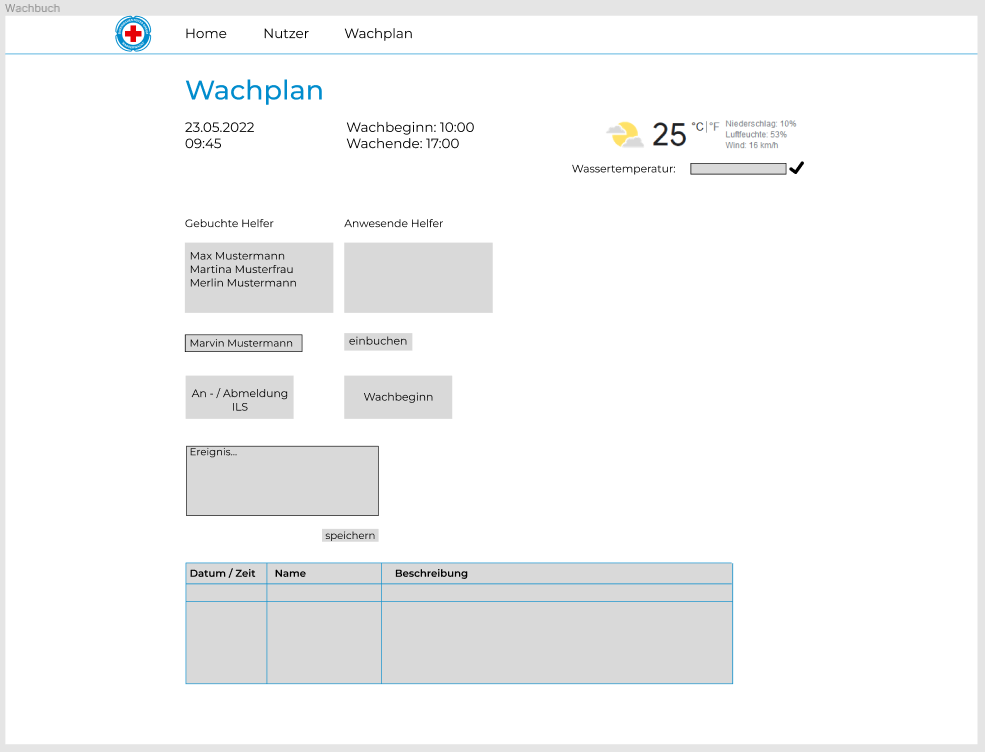 Wachbuch
Home Nutzer Wachplan
Wachplan
23.05.2022
09:45
Wachbeginn: 10:00
Wachende: 17:00
25 °C|°F
Niederschlag: 10%
Luftfeuchte: 53%
Wind: 16 km/h
Wassertemperatur:
Gebuchte Helfer
Anwesende Helfer
Max Mustermann
Martina Musterfrau
Merlin Mustermann
Marvin Mustermann
einbuchen
An - / Abmeldung
ILS
Wachbeginn
Ereignis...
speichern
Datum / Zeit Name Beschreibung